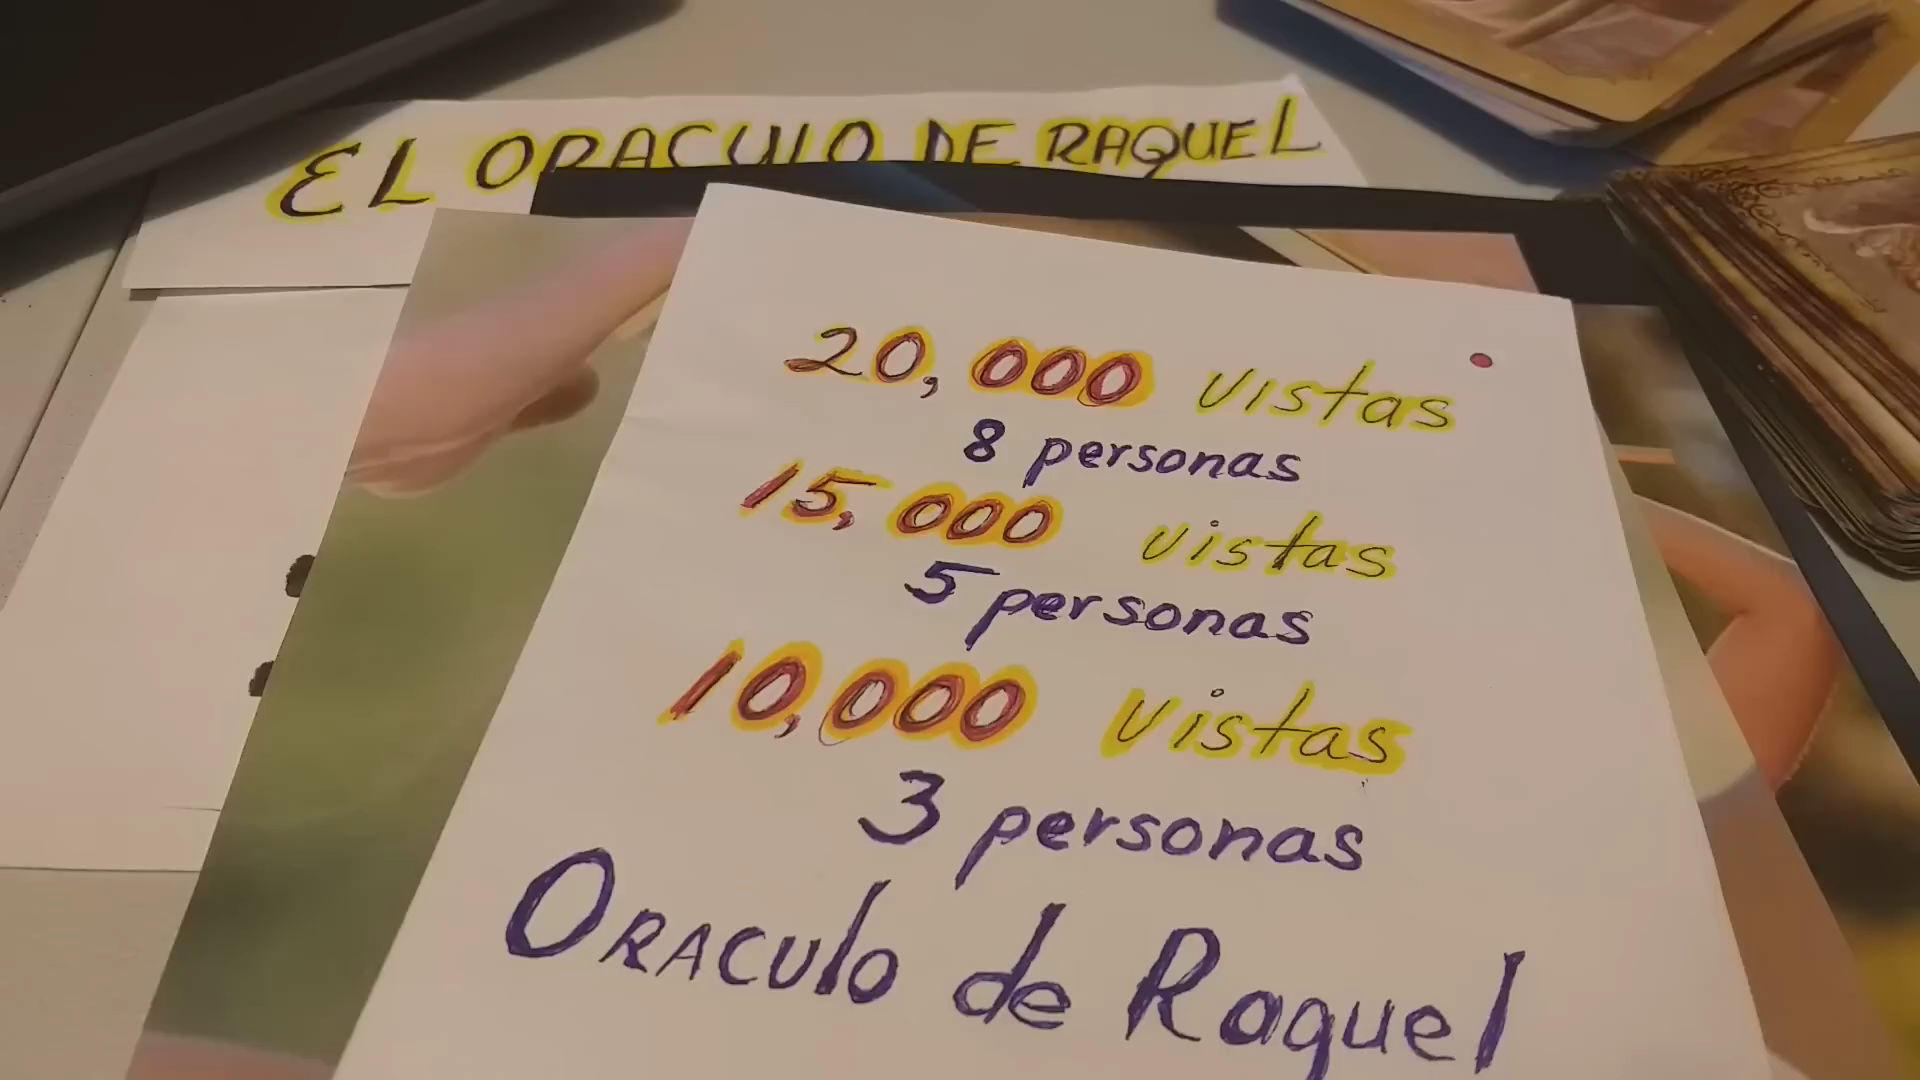 EL ORACULO DE RAQUEL
20,000 vistas
8 personas
15,000 vistas
5 personas
10,000 vistas
3 personas
ORACUlo de Raquel